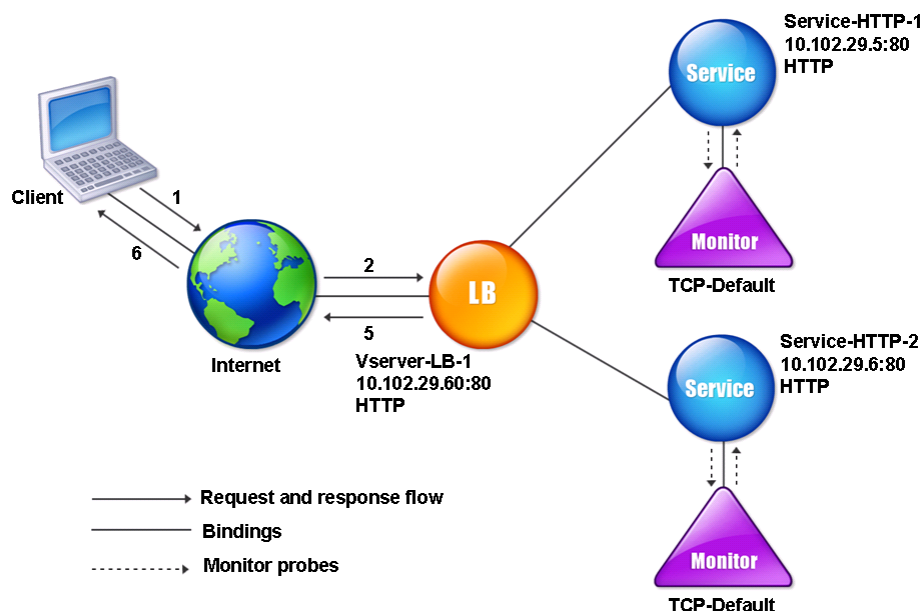 Service-HTTP-1
10.102.29.5:80
HTTP
Service
Client
1
6
Monitor
TCP-Default
2
LB
5
Internet
Vserver-LB-1
10.102.29.60:80
HTTP
Service-HTTP-2
10.102.29.6:80
HTTP
Service
Request and response flow
Bindings
Monitor probes
Monitor
TCP-Default